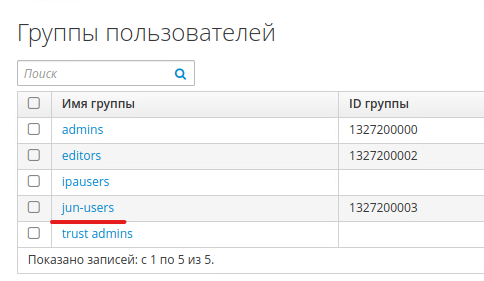 Группы пользователей
Поиск
Имя группы ID группы
admins 1327200000
editors 1327200002
ipausers
jun-users 1327200003
trust admins
Показано записей: с 1 по 5 из 5.